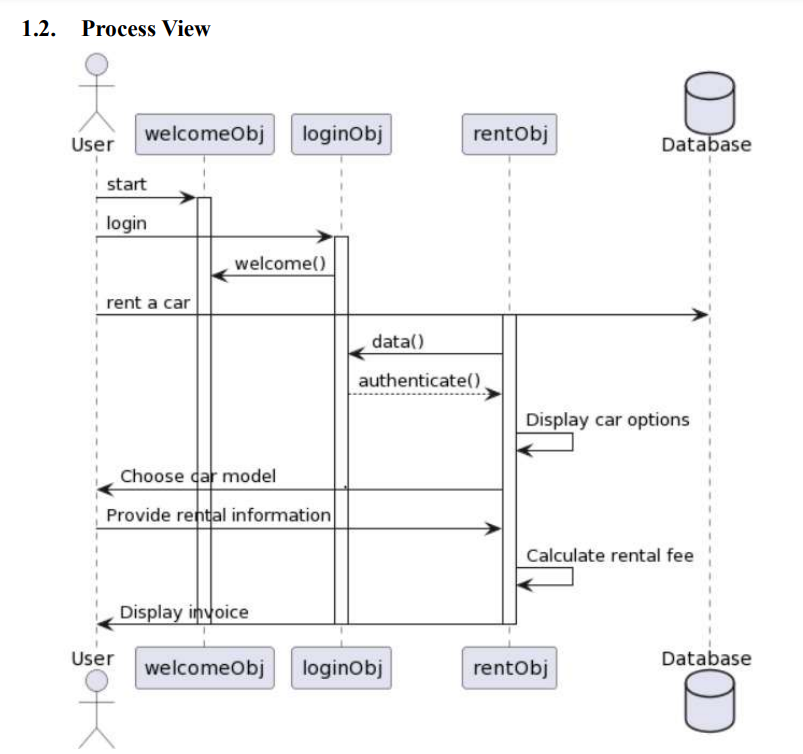 1.2. Process View
User welcomeObj loginObj rentObj Database
start
login
welcome()
rent a car
data()
authenticate()
Display car options
Choose car model
Provide rental information
Calculate rental fee
Display invoice
User welcomeObj loginObj rentObj Database